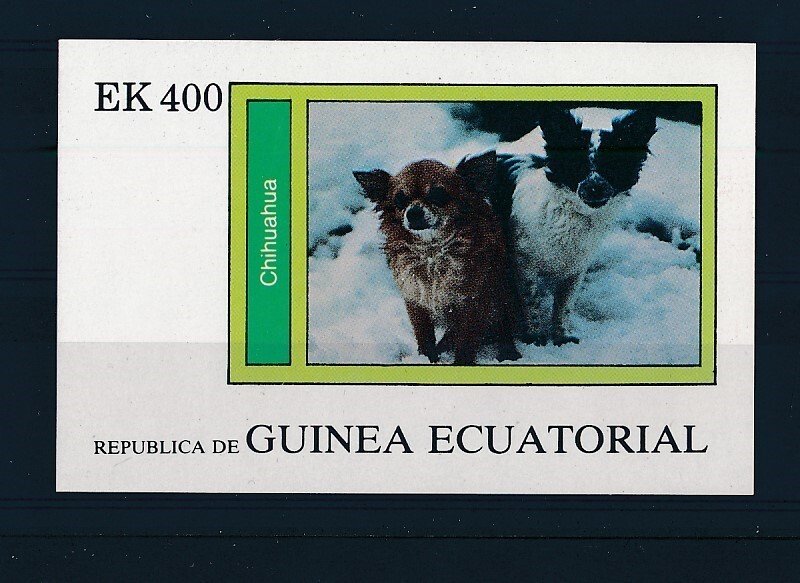 EK 400
Chihuahua
REPUBLICA DE GUINEA ECUATORIAL